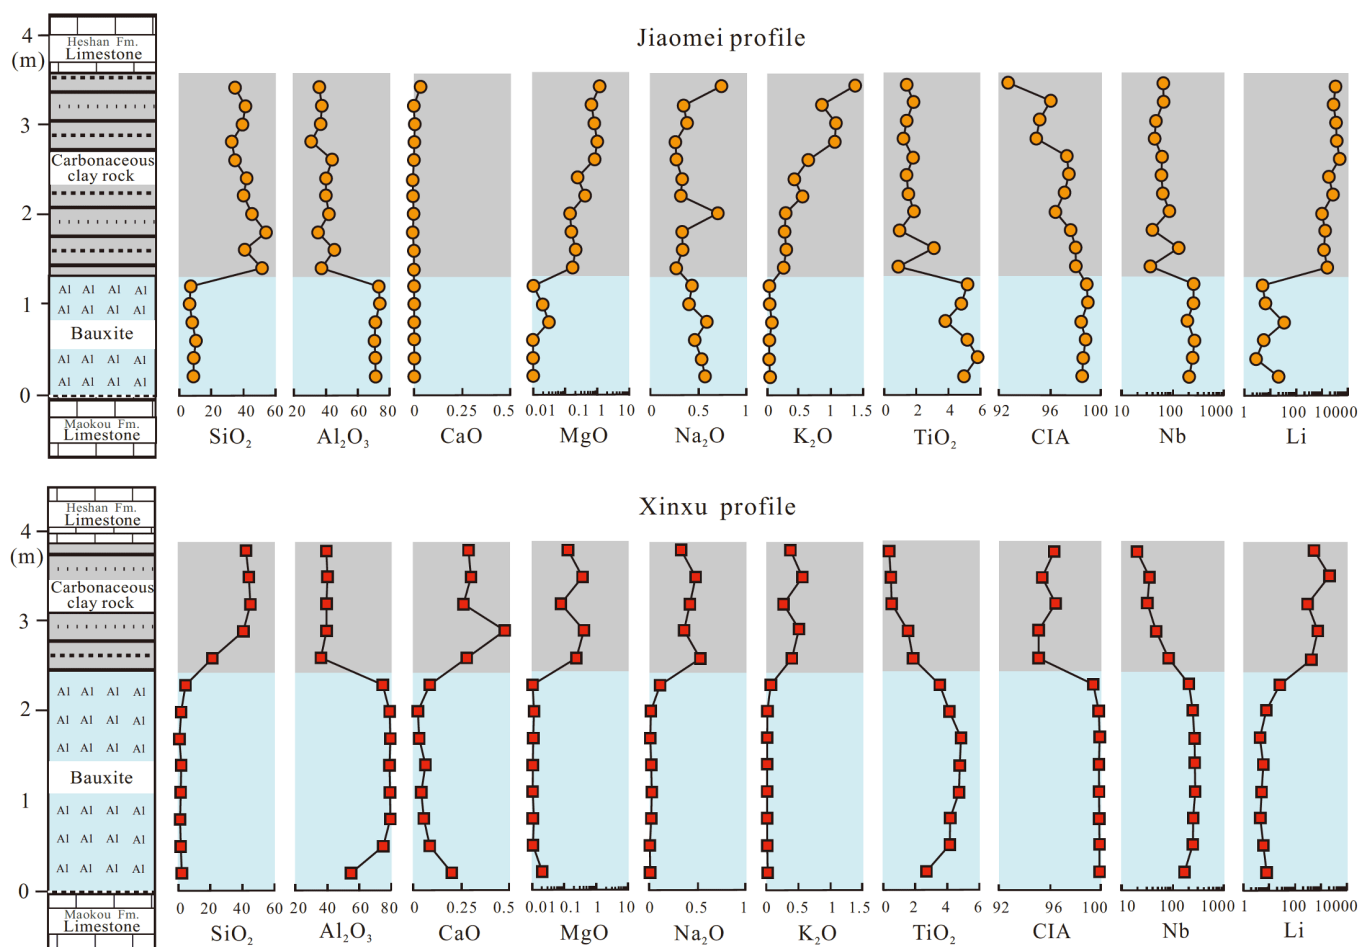 Jiaomei profile
4
(m)
3
2
1
0
Heshan Fm.
Limestone
Carbonaceous
clay rock
Al Al Al Al
Al Al Al Al
Bauxite
Al Al Al Al
Al Al Al Al
Maokou Fm.
Limestone
0 20 40 60
SiO₂
20 40 60 80
Al₂O₃
0 0.25 0.5
CaO
0.01 0.1 1 10
MgO
0 0.5 1
Na₂O
0 0.5 1 1.5
K₂O
0 2 4 6
TiO₂
92 96 100
CIA
10 100 1000
Nb
1 100 10000
Li
Xinxu profile
4
(m)
3
2
1
0
Heshan Fm.
Limestone
Carbonaceous
clay rock
Al Al Al Al
Al Al Al Al
Al Al Al Al
Bauxite
Al Al Al Al
Al Al Al Al
Al Al Al Al
Maokou Fm.
Limestone
0 20 40 60
SiO₂
20 40 60 80
Al₂O₃
0 0.25 0.5
CaO
0.01 0.1 1 10
MgO
0 0.5 1
Na₂O
0 0.5 1 1.5
K₂O
0 2 4 6
TiO₂
92 96 100
CIA
10 100 1000
Nb
1 100 10000
Li